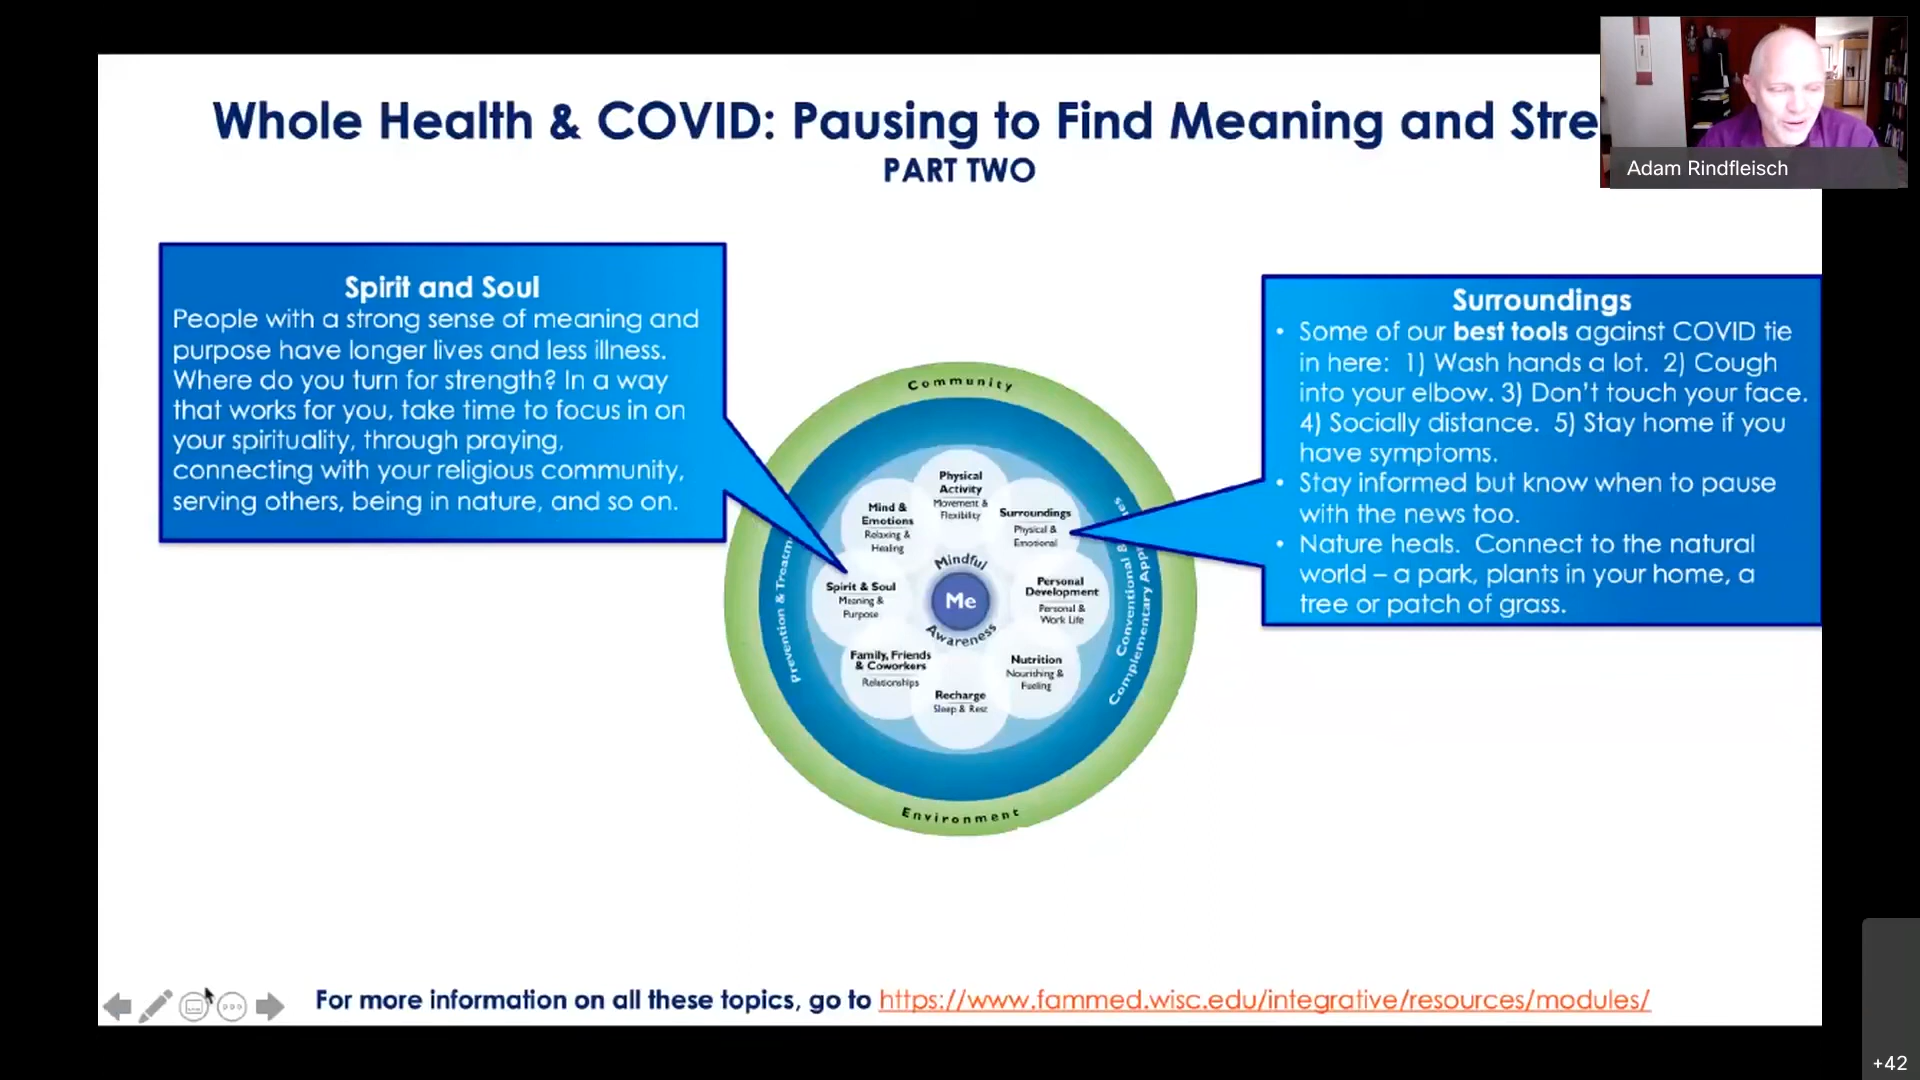 Whole Health & COVID: Pausing to Find Meaning and Stre
PART TWO
Adam Rindfleisch
Spirit and Soul
People with a strong sense of meaning and
purpose have longer lives and less illness.
Where do you turn for strength? In a way
that works for you, take time to focus in on
your spirituality, through praying,
connecting with your religious community,
serving others, being in nature, and so on.
Surroundings
• Some of our best tools against COVID tie
in here: 1) Wash hands a lot. 2) Cough
into your elbow. 3) Don't touch your face.
4) Socially distance. 5) Stay home if you
have symptoms.
• Stay informed but know when to pause
with the news too.
• Nature heals. Connect to the natural
world – a park, plants in your home, a
tree or patch of grass.
Community
Prevention & Treatm
Conventional &
Complementary App
es
Physical
Activity
Movement &
Flexibility
Surroundings
Physical &
Emotional
Personal
Development
Personal &
Work Life
Nutrition
Nourishing &
Fueling
Recharge
Sleep & Rest
Family, Friends
& Coworkers
Relationships
Spirit & Soul
Meaning &
Purpose
Mind &
Emotions
Relaxing &
Healing
Mindful
Me
Awareness
Environment
For more information on all these topics, go to https://www.fammed.wisc.edu/integrative/resources/modules/
+42